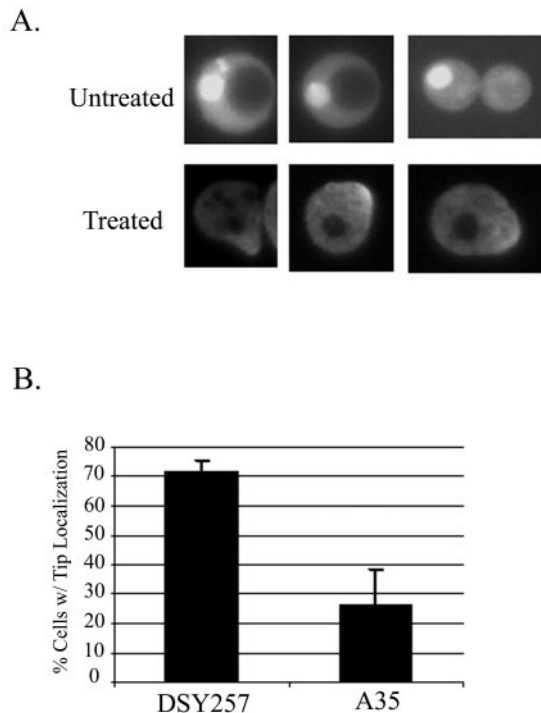 A.
Untreated
Treated
B.
% Cells w/ Tip Localization
80
70
60
50
40
30
20
10
0
DSY257
A35